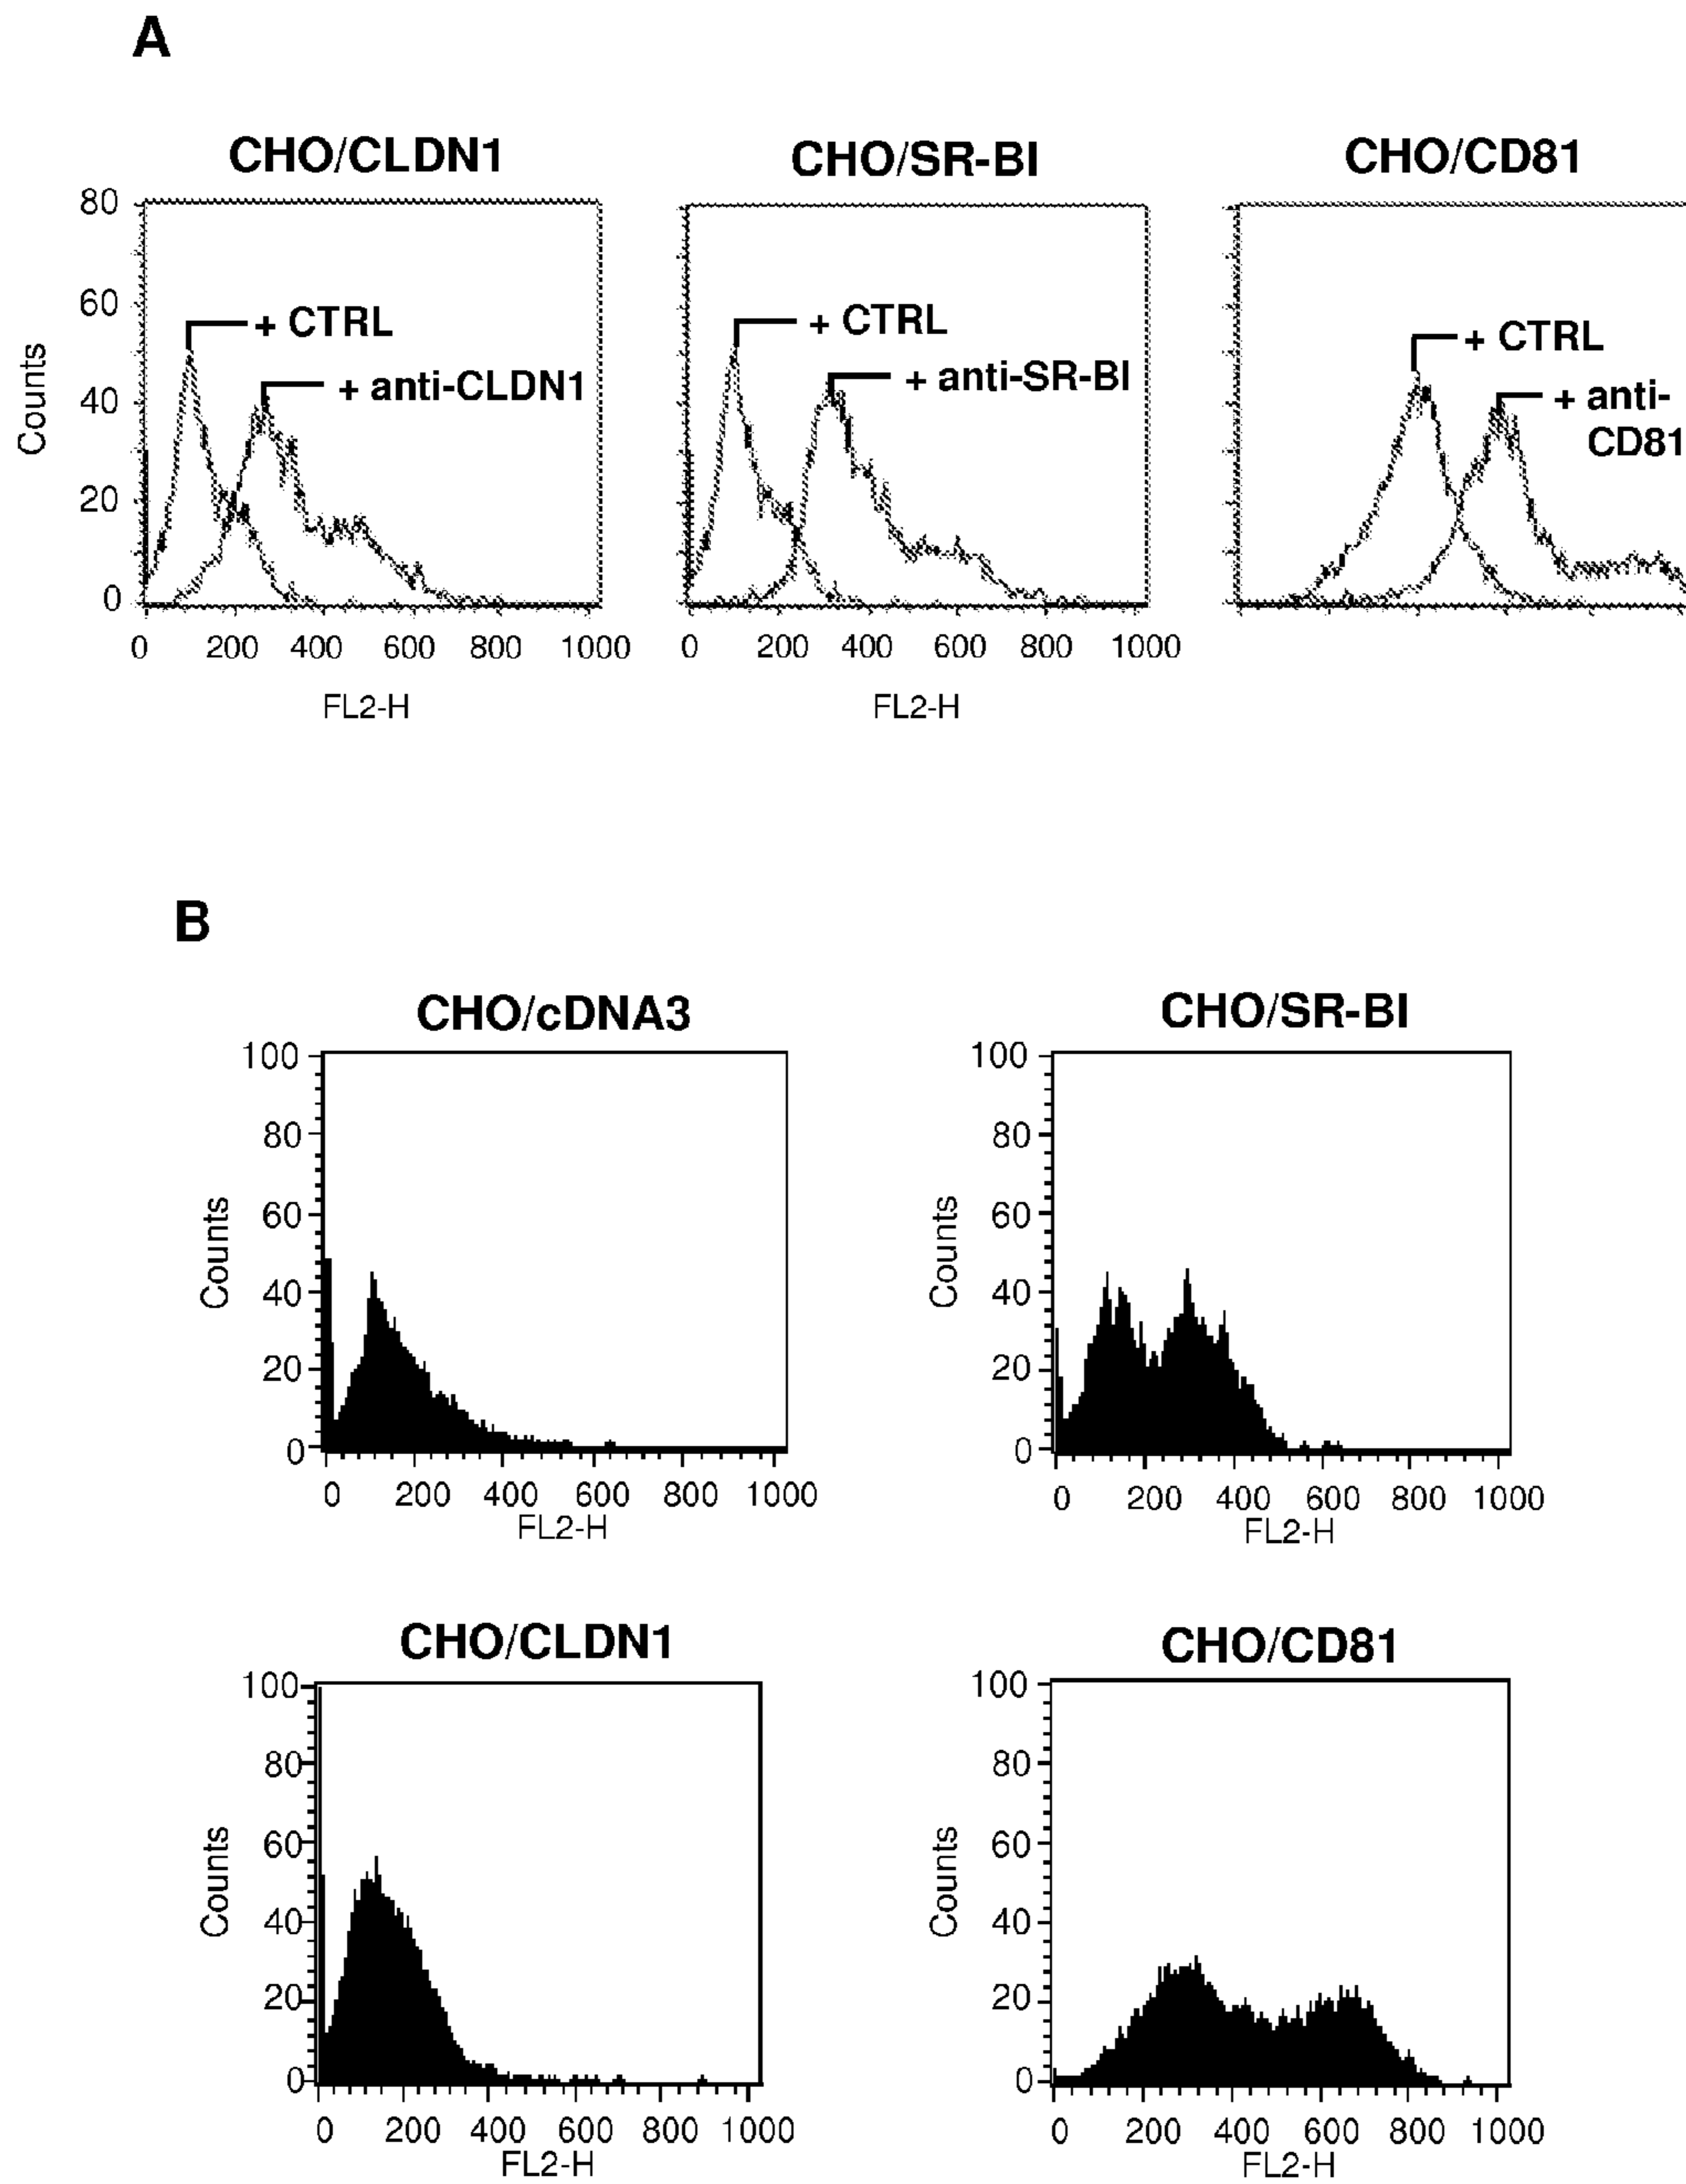 A
CHO/CLDN1
CHO/SR-BI
CHO/CD81
80
60
40
20
0
Counts
+ CTRL
+ anti-CLDN1
0 200 400 600 800 1000
FL2-H
+ CTRL
+ anti-SR-BI
0 200 400 600 800 1000
FL2-H
+ CTRL
+ anti-
CD81
B
CHO/cDNA3
100
80
60
40
20
0
Counts
0 200 400 600 800 1000
FL2-H
CHO/SR-BI
100
80
60
40
20
0
Counts
0 200 400 600 800 1000
FL2-H
CHO/CLDN1
100
80
60
40
20
0
Counts
0 200 400 600 800 1000
FL2-H
CHO/CD81
100
80
60
40
20
0
Counts
0 200 400 600 800 1000
FL2-H